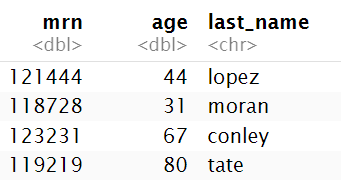 mrn age last_name
<dbl> <dbl> <chr>
121444 44 lopez
118728 31 moran
123231 67 conley
119219 80 tate